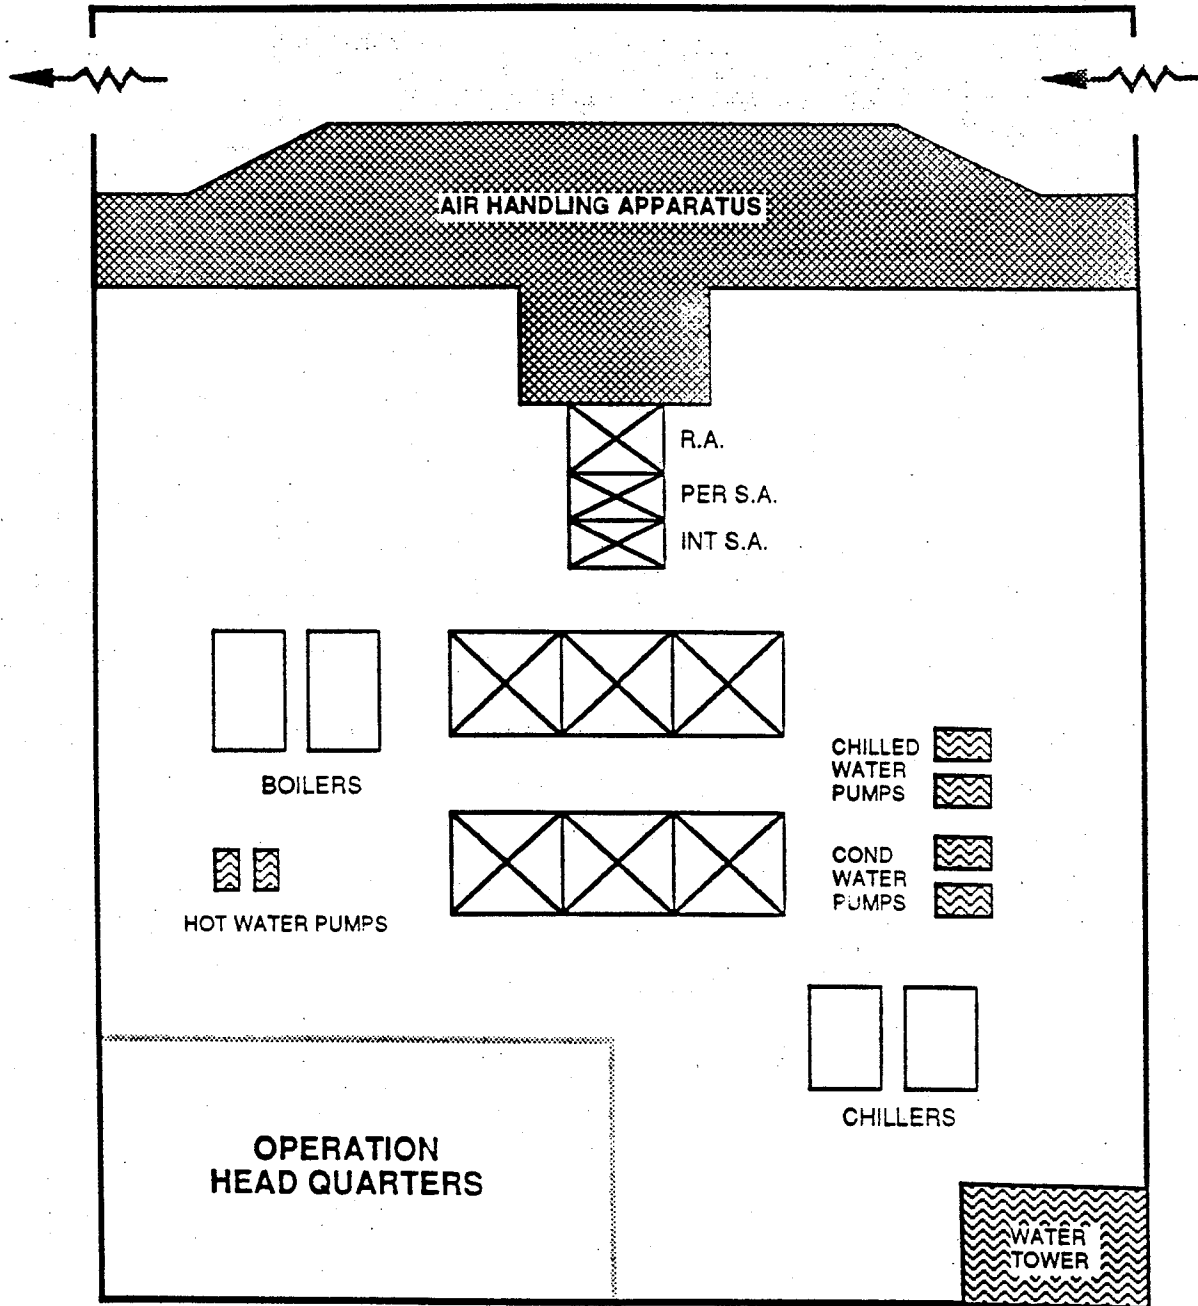 AIR HANDLING APPARATUS
R.A.
PER S.A.
INT S.A.
BOILERS
CHILLED
WATER
PUMPS
COND
WATER
PUMPS
HOT WATER PUMPS
CHILLERS
OPERATION
HEAD QUARTERS
WATER
TOWER